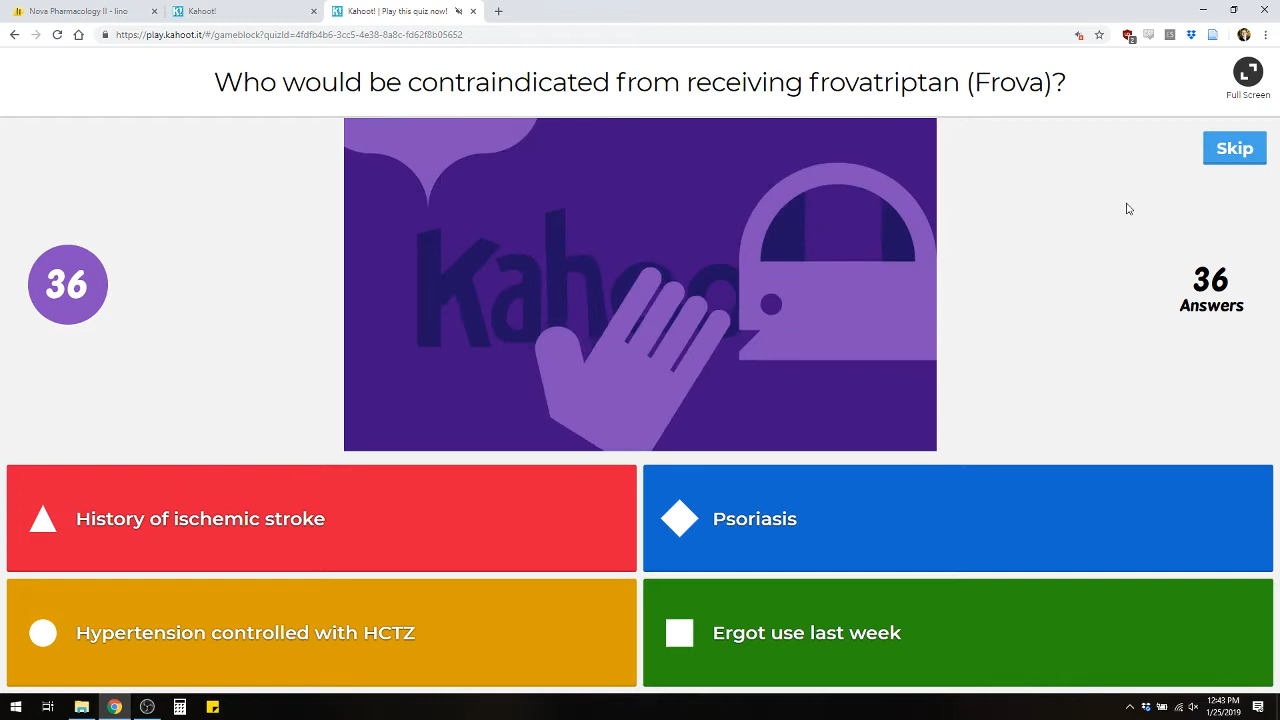 Nova Pharmacology II - lino
Kahoot!
Kahoot! | Play this quiz now!
https://play.kahoot.it/#/gameblock?quizId=4fdfb4b6-3cc5-4e38-8a8c-fd62f8b05652
2
Who would be contraindicated from receiving frovatriptan (Frova)?
Full Screen
Skip
Kahoo
36
36
Answers
History of ischemic stroke
Psoriasis
Hypertension controlled with HCTZ
Ergot use last week
12:43 PM
1/25/2019